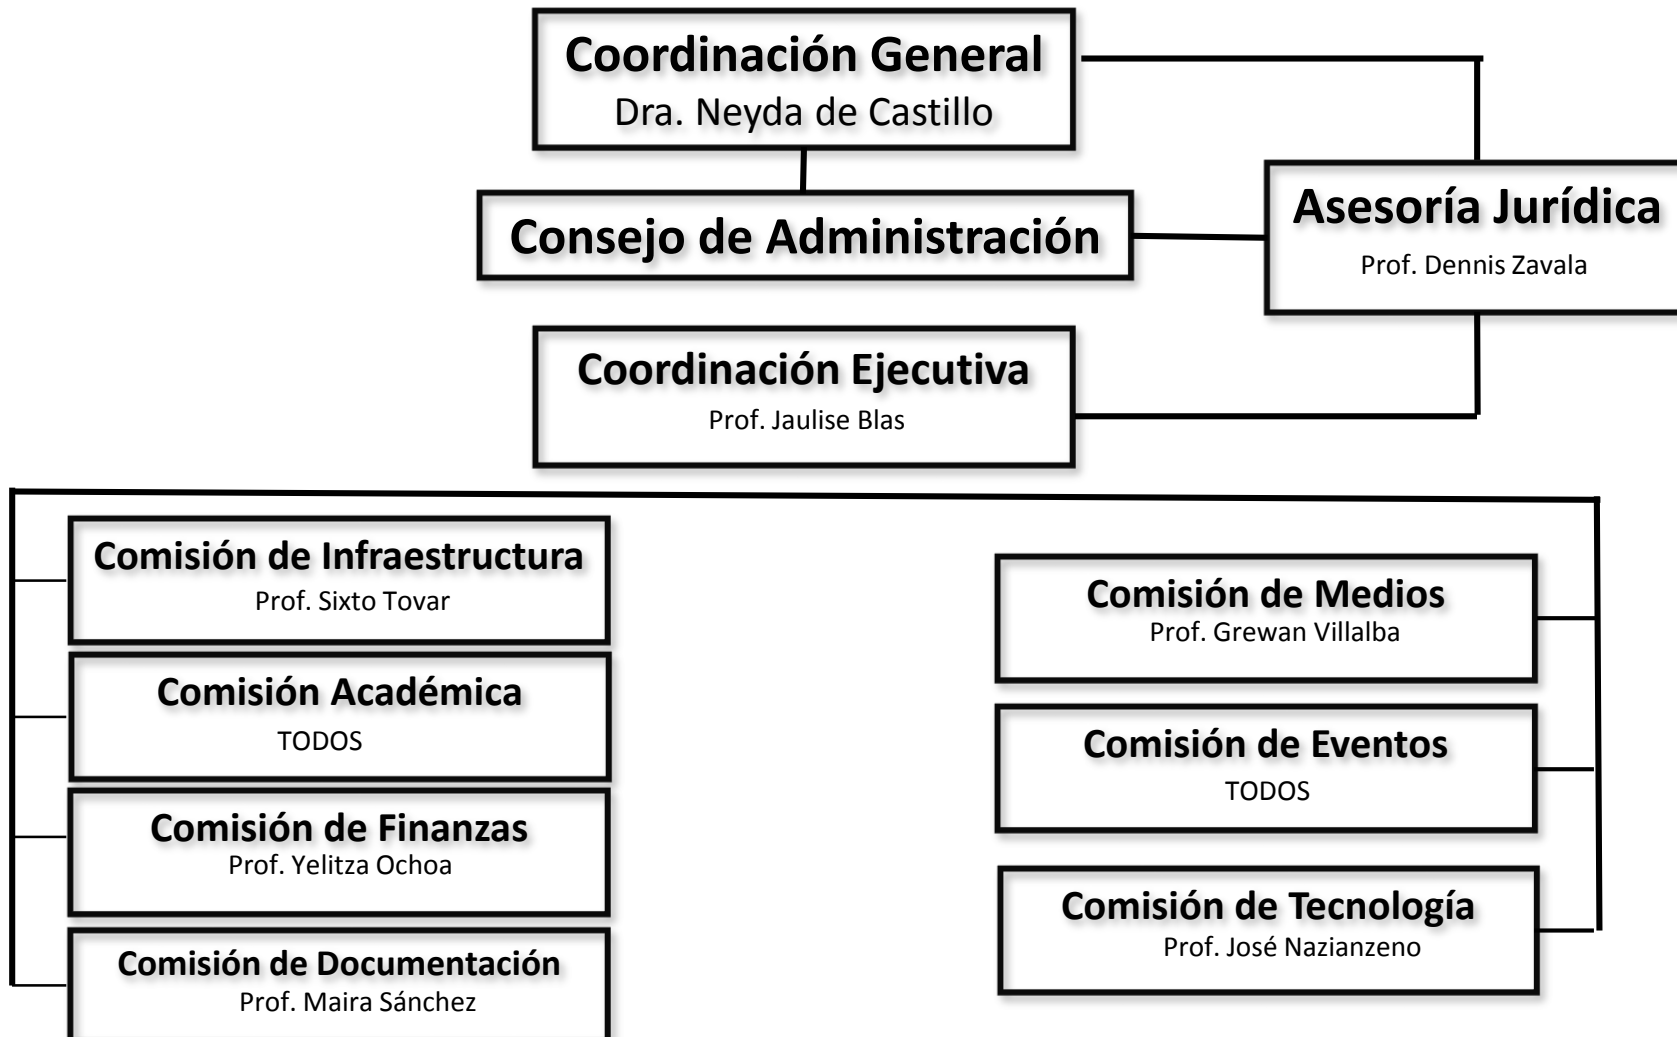 Coordinación General
Dra. Neyda de Castillo
Consejo de Administración
Asesoría Jurídica
Prof. Dennis Zavala
Coordinación Ejecutiva
Prof. Jaulise Blas
Comisión de Infraestructura
Prof. Sixto Tovar
Comisión Académica
TODOS
Comisión de Finanzas
Prof. Yelitza Ochoa
Comisión de Documentación
Prof. Maira Sánchez
Comisión de Medios
Prof. Grewan Villalba
Comisión de Eventos
TODOS
Comisión de Tecnología
Prof. José Nazianzeno